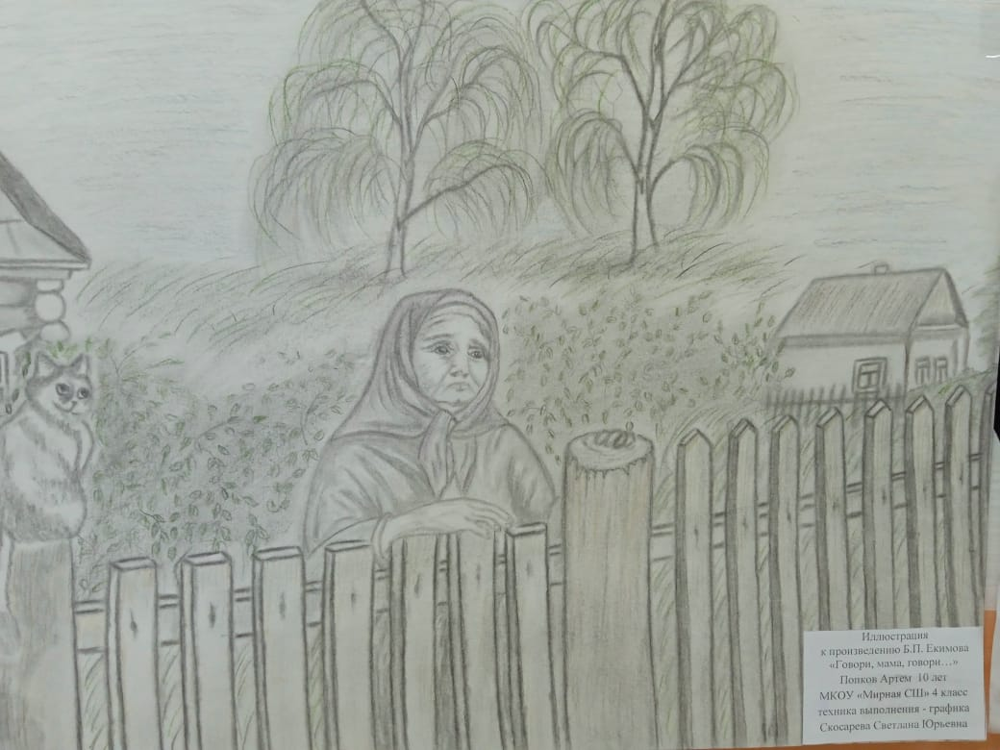 Иллюстрация
к произведению Б.П. Екимова
«Говори, мама, говори…»
Попков Артем 10 лет
МКОУ «Мирная СШ» 4 класс
техника выполнения - графика
Скосарева Светлана Юрьевна